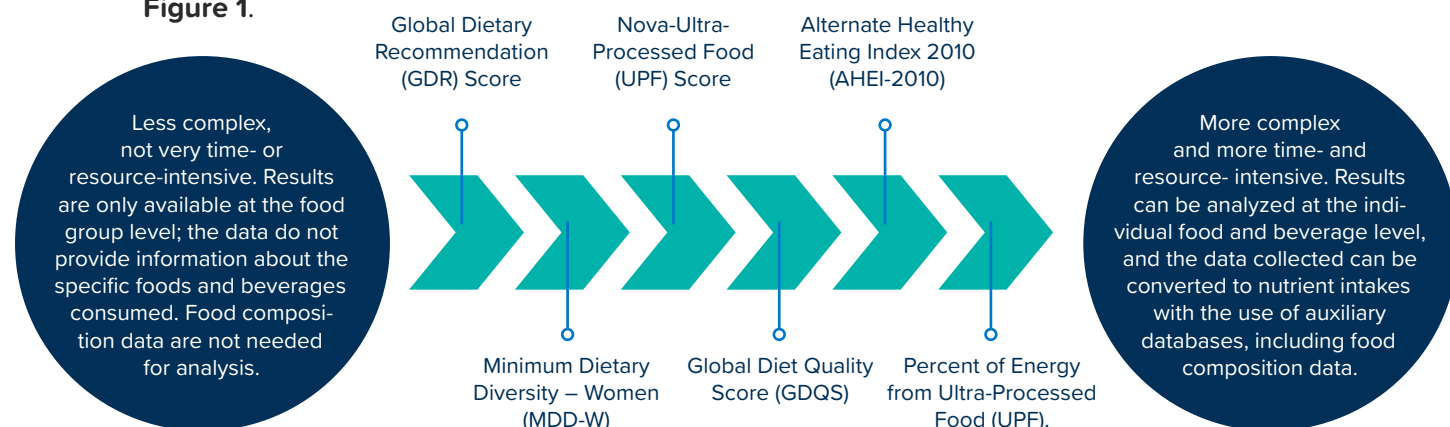 Figure 1.
Less complex,
not very time- or
resource-intensive. Results
are only available at the food
group level; the data do not
provide information about the
specific foods and beverages
consumed. Food composi-
tion data are not needed
for analysis.
Global Dietary
Recommendation
(GDR) Score
Minimum Dietary
Diversity – Women
(MDD-W)
Nova-Ultra-
Processed Food
(UPF) Score
Global Diet Quality
Score (GDQS)
Alternate Healthy
Eating Index 2010
(AHEI-2010)
Percent of Energy
from Ultra-Processed
Food (UPF).
More complex
and more time- and
resource- intensive. Results
can be analyzed at the indi-
vidual food and beverage level,
and the data collected can be
converted to nutrient intakes
with the use of auxiliary
databases, including food
composition data.